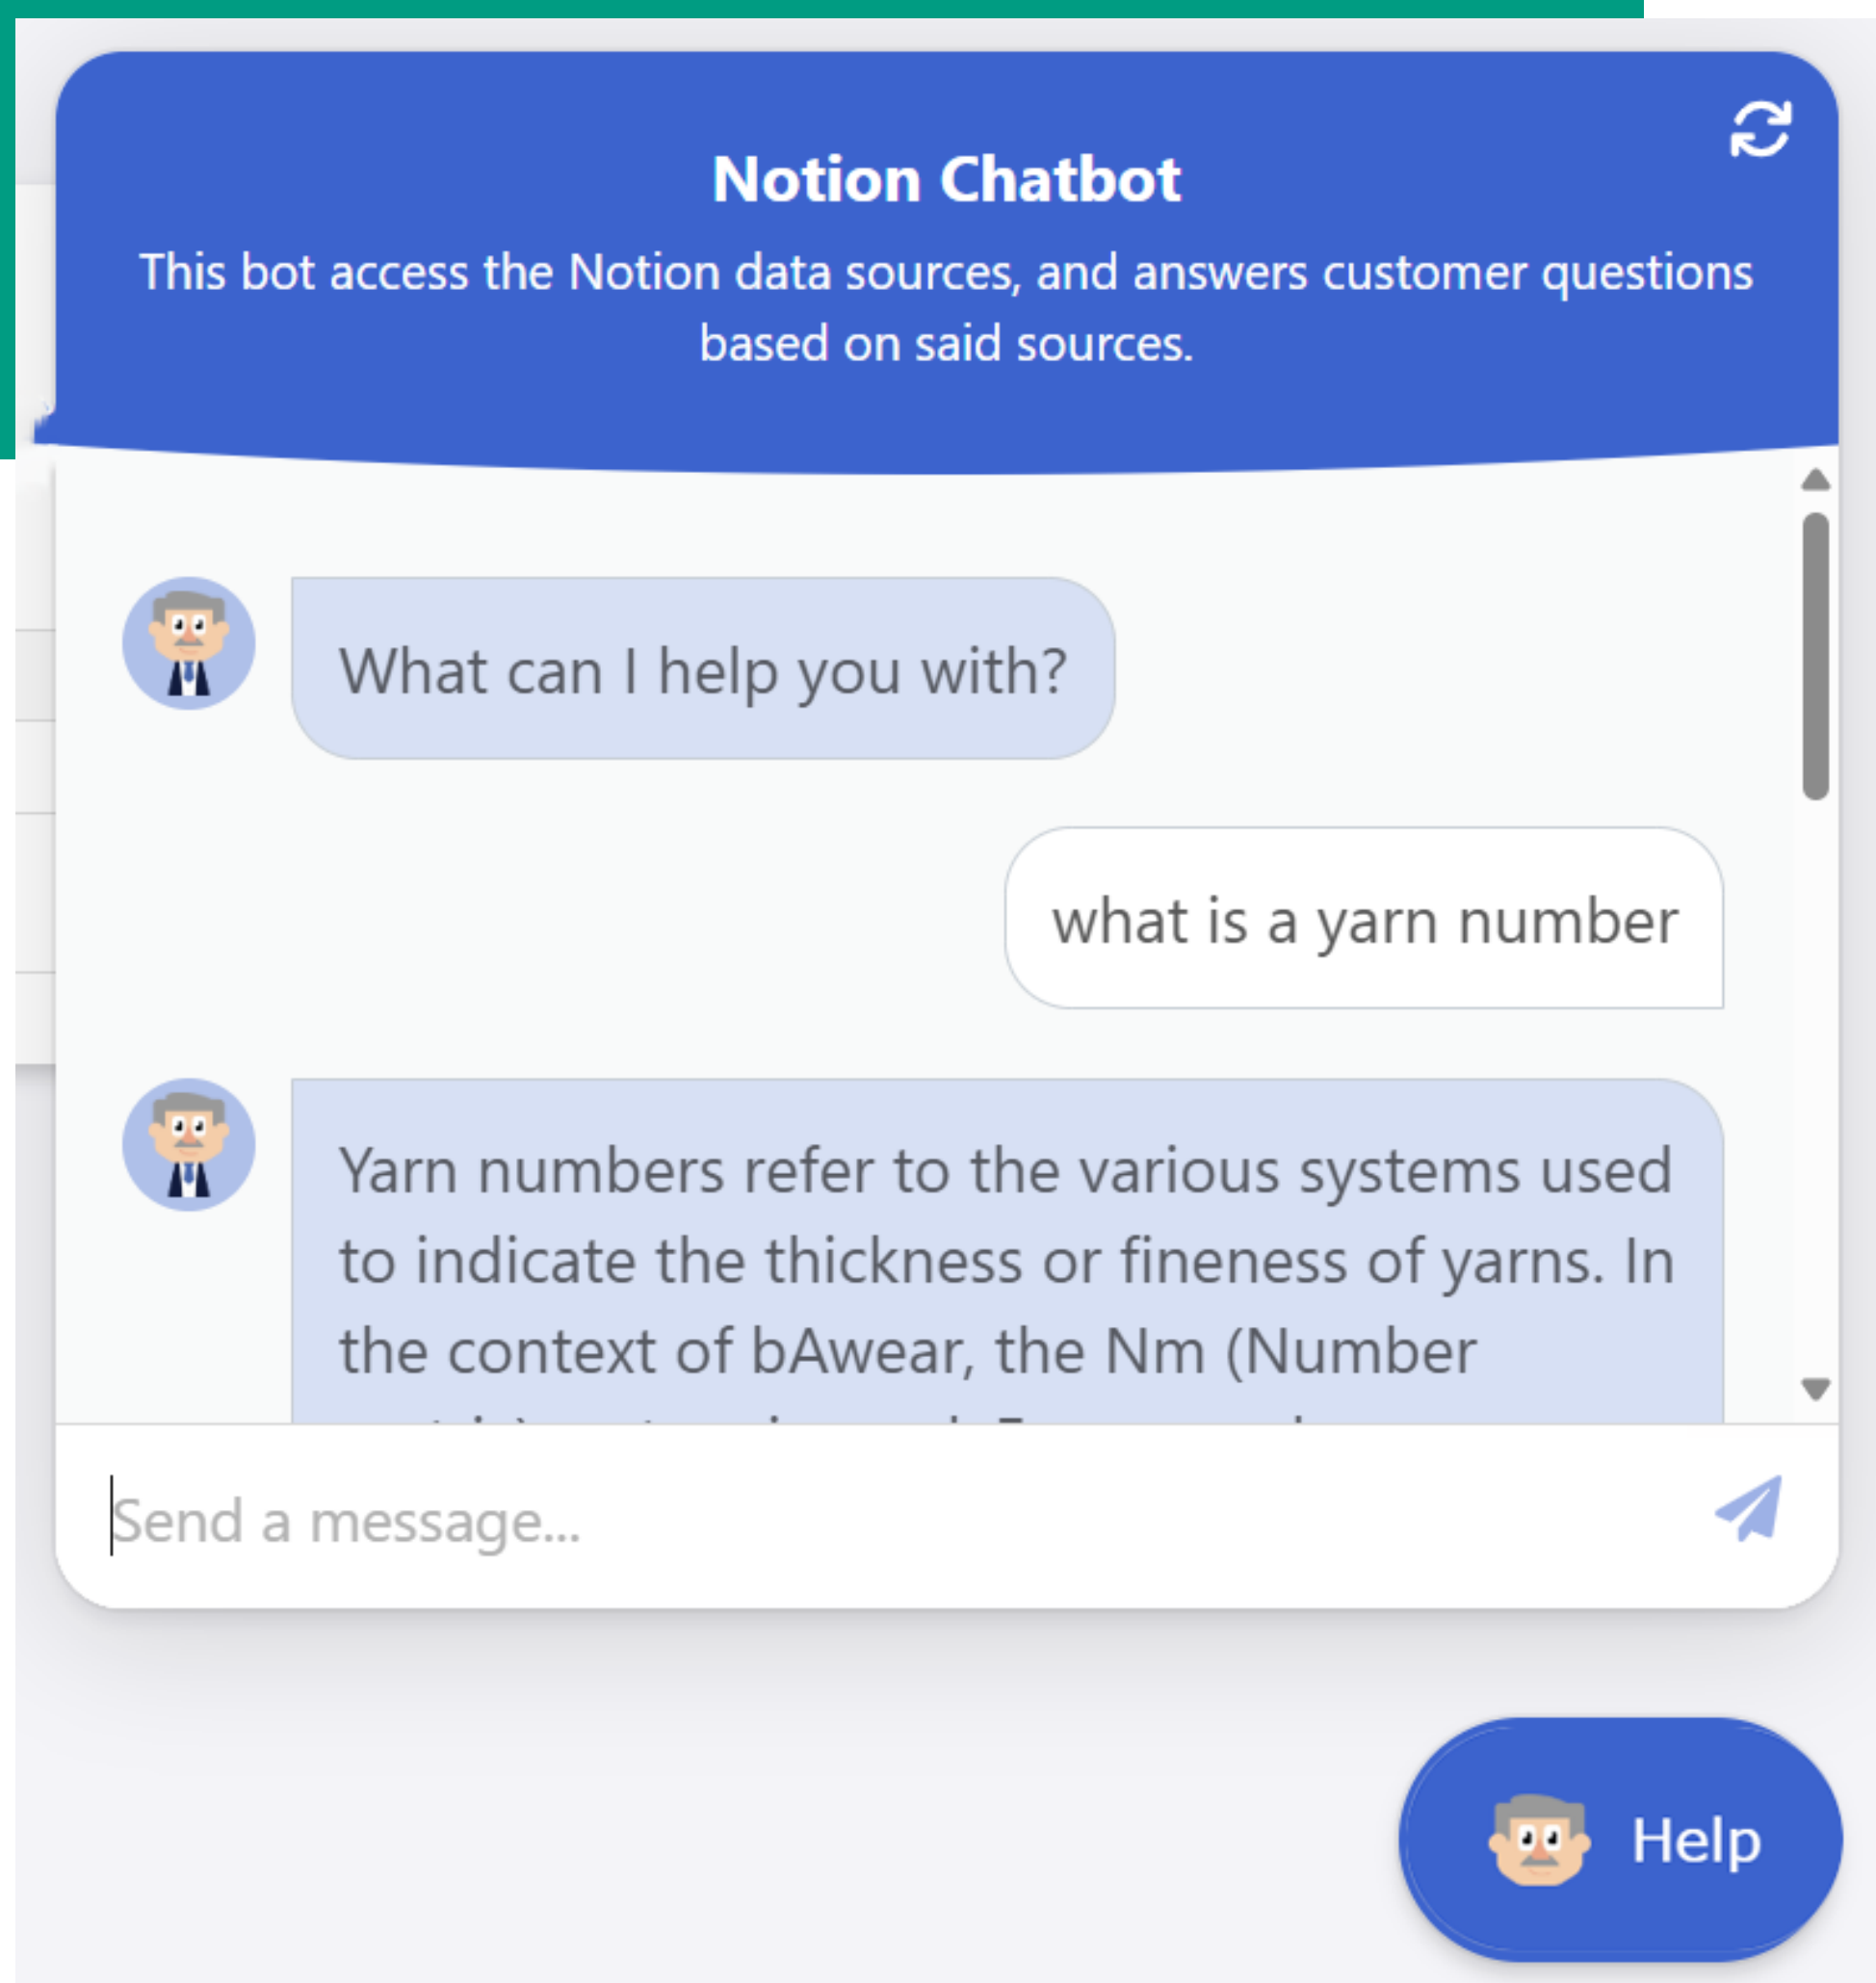 Notion Chatbot
This bot access the Notion data sources, and answers customer questions
based on said sources.
What can I help you with?
what is a yarn number
Yarn numbers refer to the various systems used
to indicate the thickness or fineness of yarns. In
the context of bAwear, the Nm (Number
Send a message...
Help